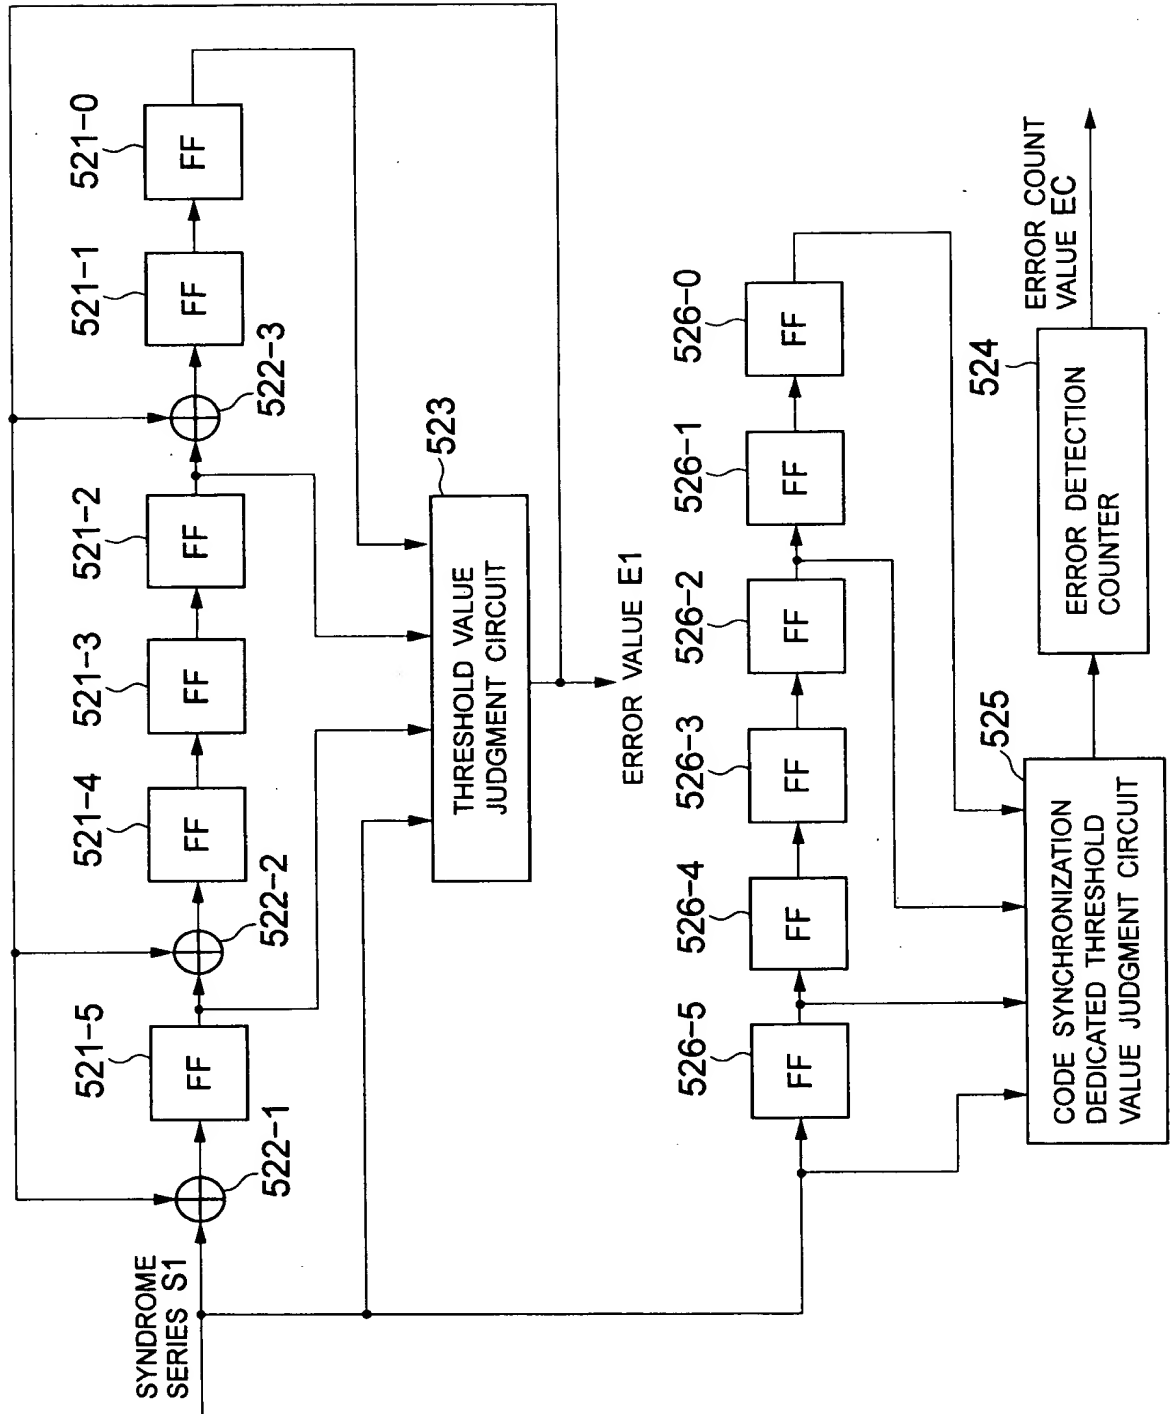 SYNDROME
SERIES S1
522-1
521-5
FF
522-2
521-4
FF
521-3
FF
521-2
FF
522-3
521-1
FF
521-0
FF
523
THRESHOLD VALUE
JUDGMENT CIRCUIT
ERROR VALUE E1
526-5
FF
526-4
FF
526-3
FF
526-2
FF
526-1
FF
526-0
FF
525
CODE SYNCHRONIZATION
DEDICATED THRESHOLD
VALUE JUDGMENT CIRCUIT
524
ERROR DETECTION
COUNTER
ERROR COUNT
VALUE EC